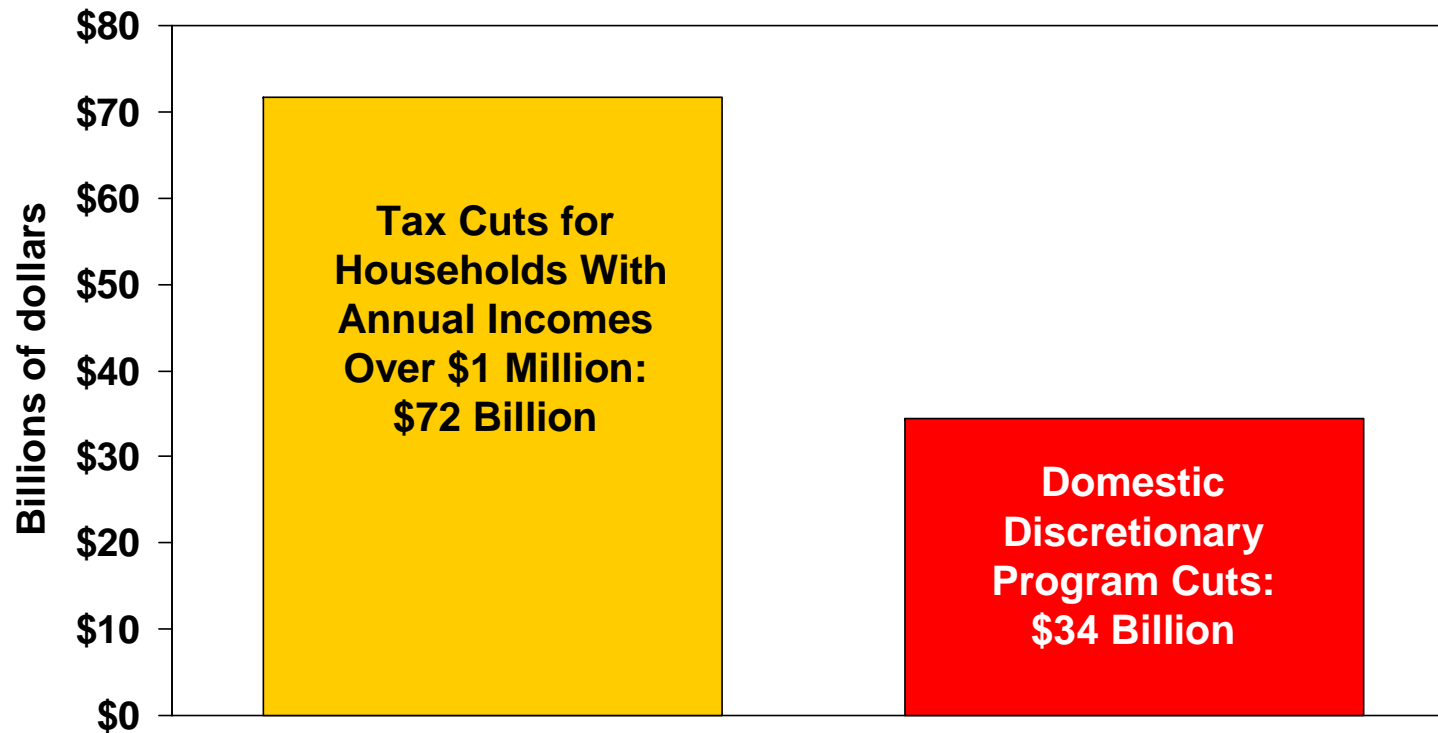 $80
$70
$60
$50
$40
$30
$20
$10
$0
Billions of dollars
Tax Cuts for
Households With
Annual Incomes
Over $1 Million:
$72 Billion
Domestic
Discretionary
Program Cuts:
$34 Billion